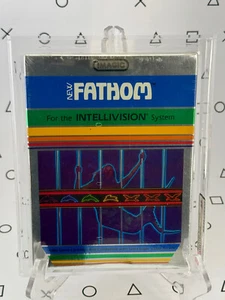 IMAGIC
NEW FATHOM
For the INTELLIVISION® System